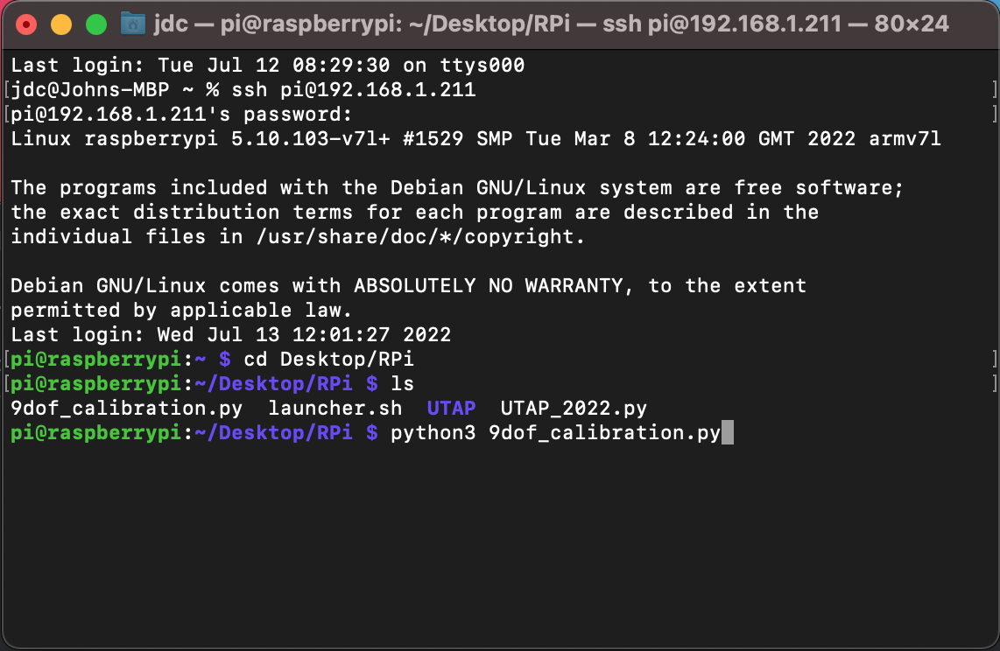 jdc — pi@raspberrypi: ~/Desktop/RPi — ssh pi@192.168.1.211 — 80×24
Last login: Tue Jul 12 08:29:30 on ttys000
[jdc@Johns-MBP ~ % ssh pi@192.168.1.211 ]
[pi@192.168.1.211's password: ]
Linux raspberrypi 5.10.103-v7l+ #1529 SMP Tue Mar 8 12:24:00 GMT 2022 armv7l
The programs included with the Debian GNU/Linux system are free software;
the exact distribution terms for each program are described in the
individual files in /usr/share/doc/*/copyright.
Debian GNU/Linux comes with ABSOLUTELY NO WARRANTY, to the extent
permitted by applicable law.
Last login: Wed Jul 13 12:01:27 2022
[pi@raspberrypi:~ $ cd Desktop/RPi ]
[pi@raspberrypi:~/Desktop/RPi $ ls ]
9dof_calibration.py  launcher.sh  UTAP  UTAP_2022.py
pi@raspberrypi:~/Desktop/RPi $ python3 9dof_calibration.py